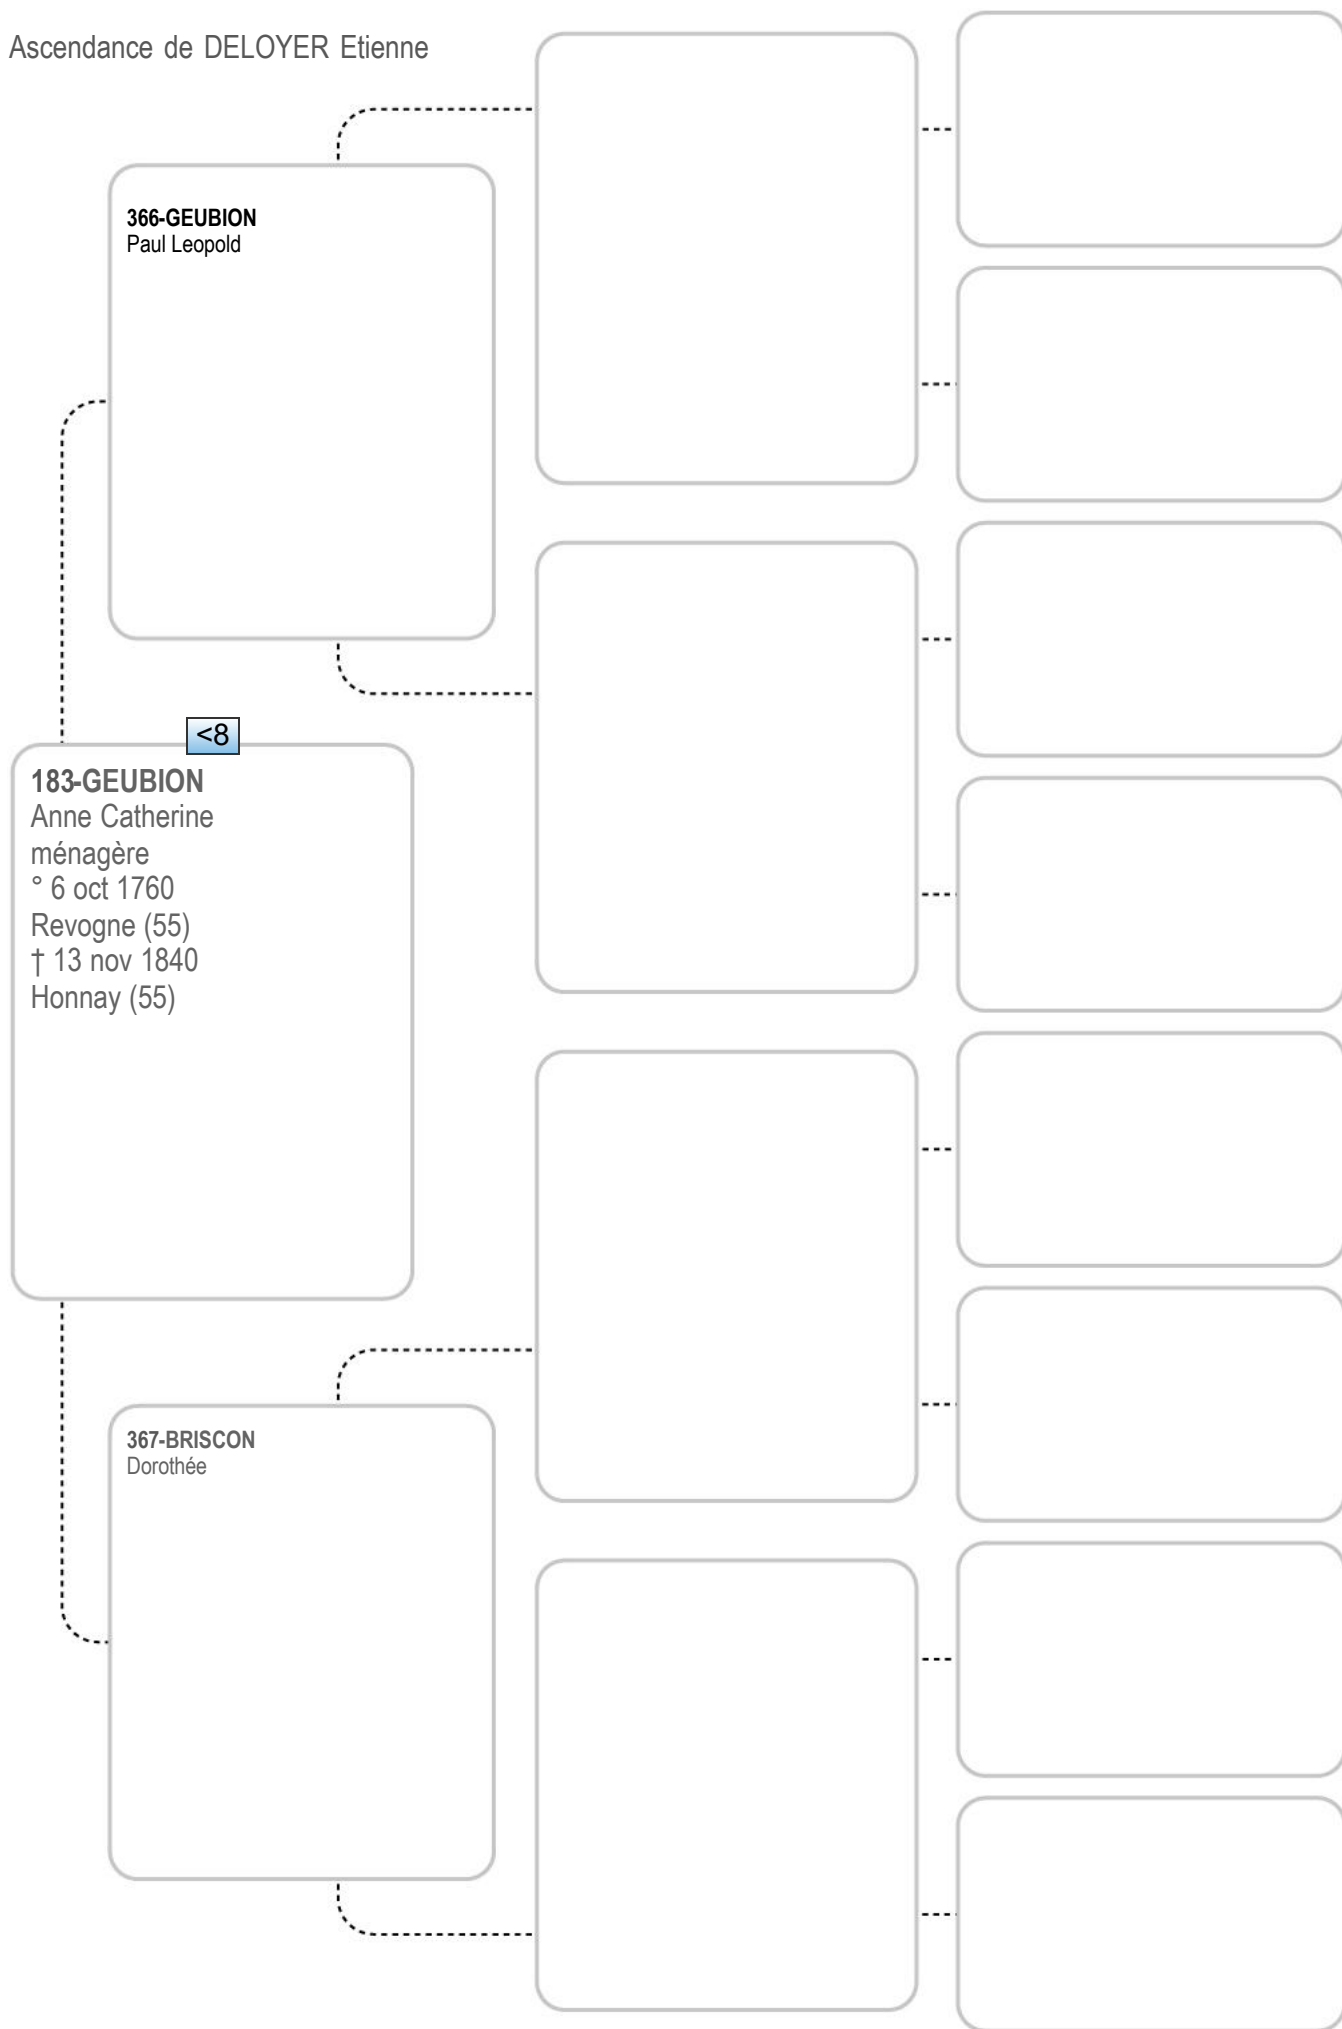 Ascendance de DELOYER Etienne
366-GEUBION
Paul Leopold
<8
183-GEUBION
Anne Catherine
ménagère
° 6 oct 1760
Revogne (55)
† 13 nov 1840
Honnay (55)
367-BRISCON
Dorothée